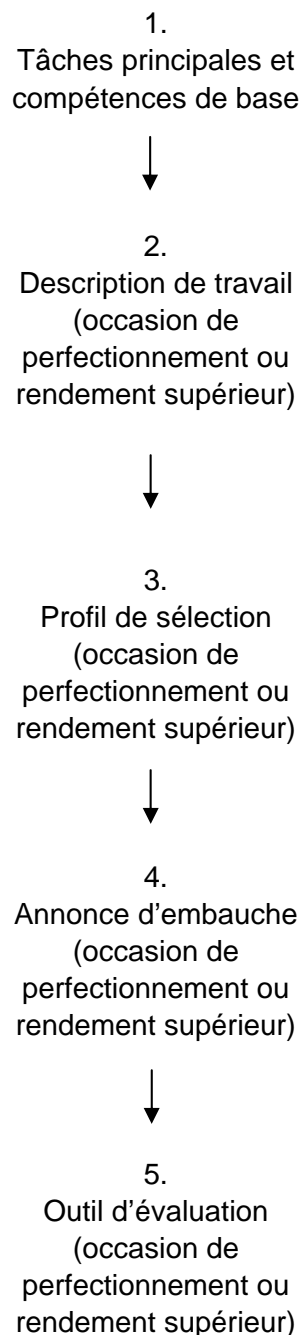 1.
Tâches principales et
compétences de base
2.
Description de travail
(occasion de
perfectionnement ou
rendement supérieur)
3.
Profil de sélection
(occasion de
perfectionnement ou
rendement supérieur)
4.
Annonce d’embauche
(occasion de
perfectionnement ou
rendement supérieur)
5.
Outil d’évaluation
(occasion de
perfectionnement ou
rendement supérieur)